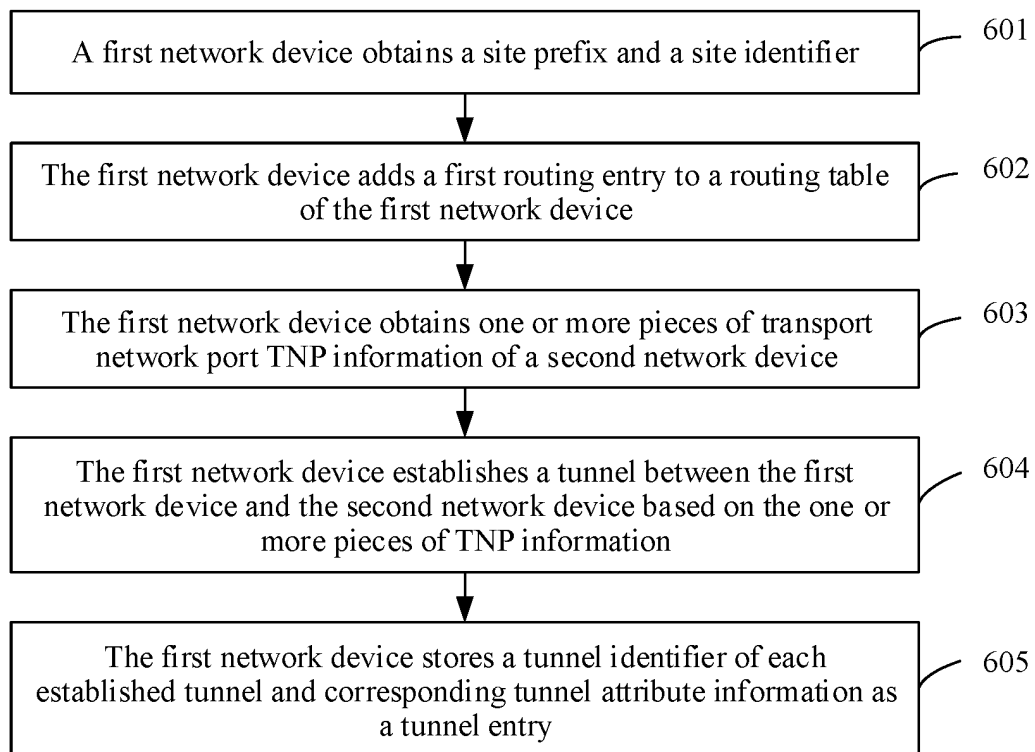 A first network device obtains a site prefix and a site identifier
601
The first network device adds a first routing entry to a routing table
of the first network device
602
The first network device obtains one or more pieces of transport
network port TNP information of a second network device
603
The first network device establishes a tunnel between the first
network device and the second network device based on the one or
more pieces of TNP information
604
The first network device stores a tunnel identifier of each
established tunnel and corresponding tunnel attribute information as
a tunnel entry
605